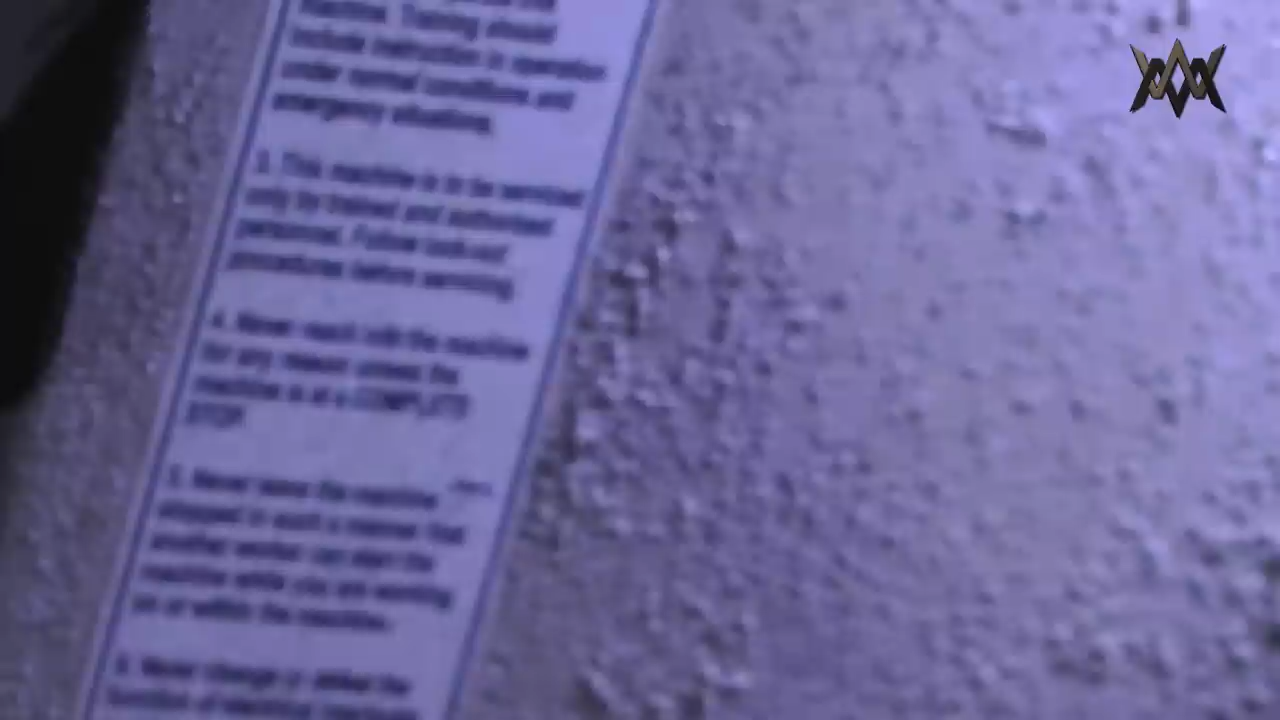 Machine. Training should
include instruction in operation
under normal conditions and
emergency situations.
3. This machine is to be serviced
only by trained and authorized
personnel. Follow lock-out
procedures before servicing.
4. Never reach into the machine
for any reason unless the
machine is at a COMPLETE
STOP.
5. Never leave the machine
stopped in such a manner that
another worker can start the
machine while you are working
on or within the machine.
6. Never change or defeat the
function of electrical